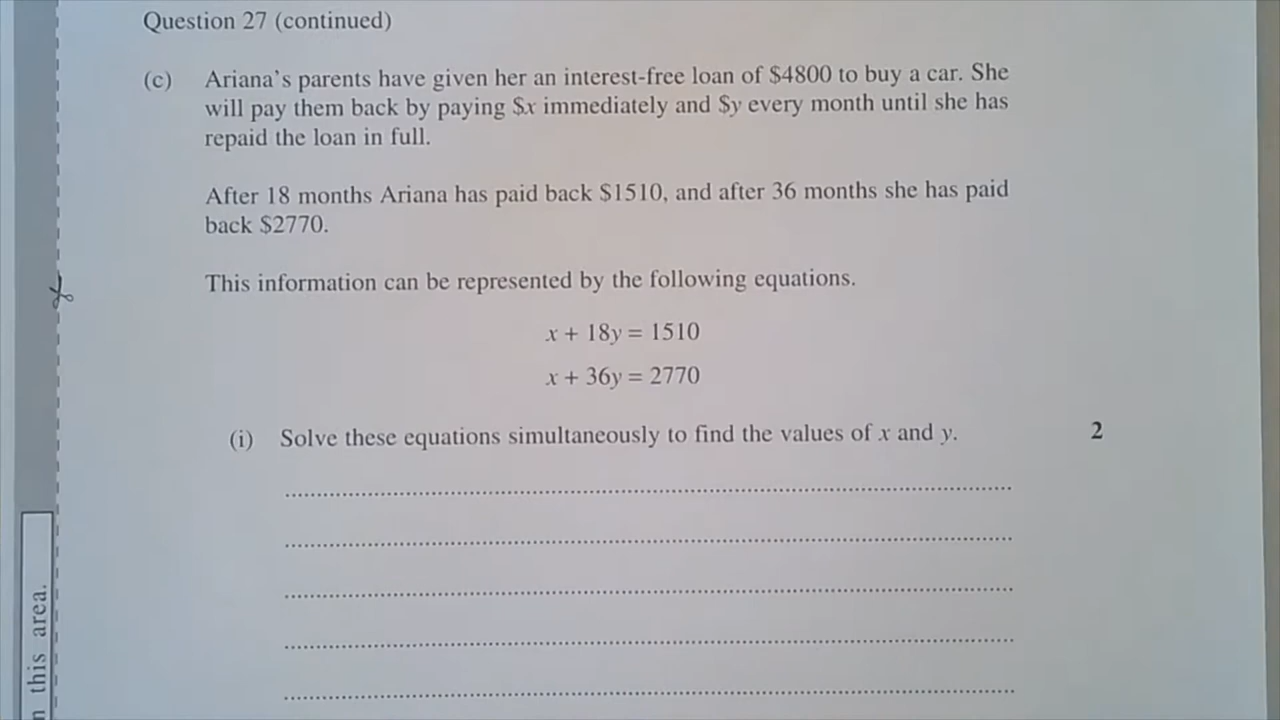 Question 27 (continued)
(c) Ariana's parents have given her an interest-free loan of $4800 to buy a car. She
will pay them back by paying $x immediately and $y every month until she has
repaid the loan in full.
After 18 months Ariana has paid back $1510, and after 36 months she has paid
back $2770.
This information can be represented by the following equations.
x + 18y = 1510
x + 36y = 2770
(i) Solve these equations simultaneously to find the values of x and y. 2
this area.